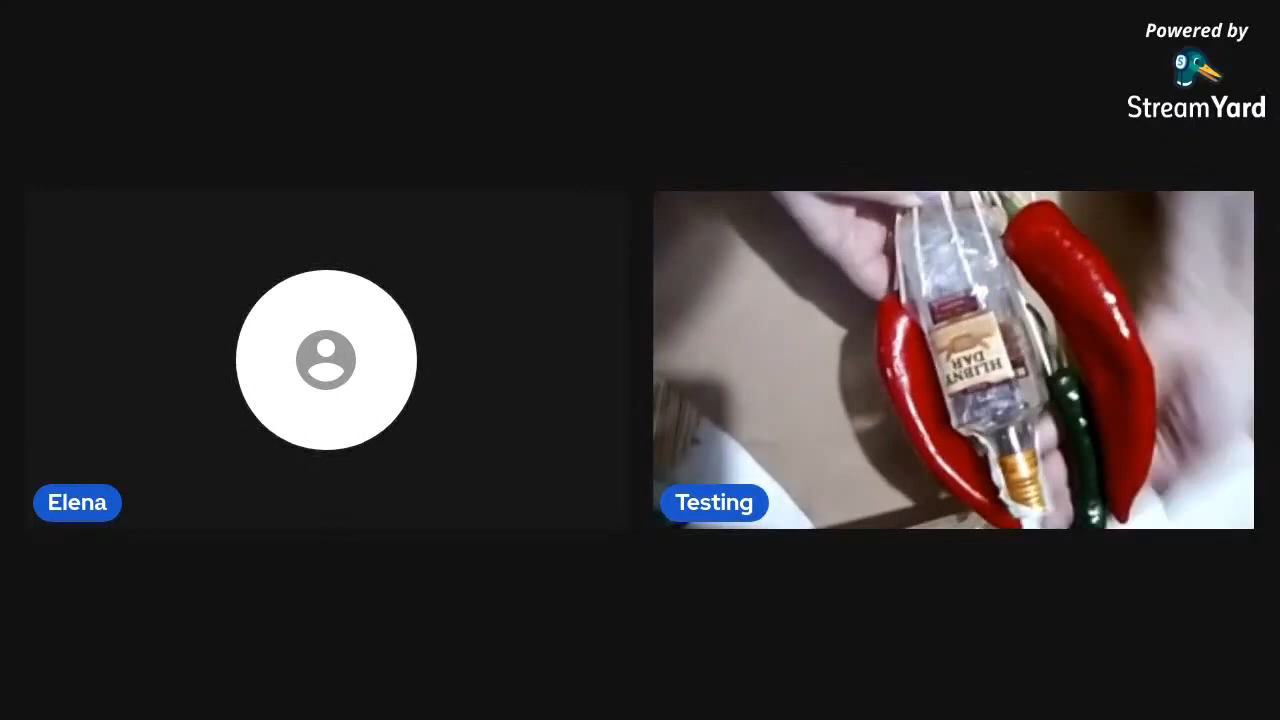 Powered by
StreamYard
Elena
Testing
HLIBNY
DAR